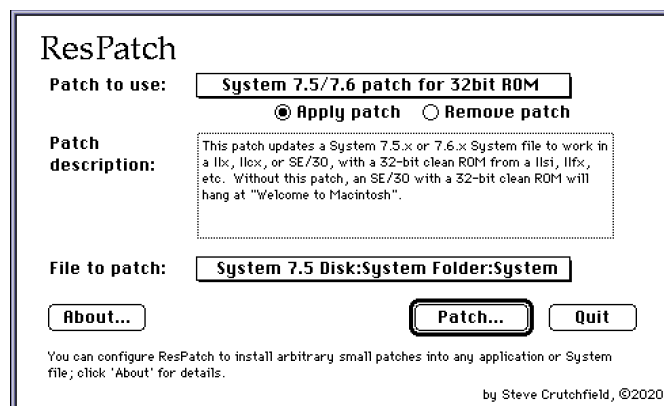 ResPatch
Patch to use: System 7.5/7.6 patch for 32bit ROM
Apply patch Remove patch
Patch description:
This patch updates a System 7.5.x or 7.6.x System file to work in
a IIx, IIcx, or SE/30, with a 32-bit clean ROM from a IIsi, IIfx,
etc. Without this patch, an SE/30 with a 32-bit clean ROM will
hang at "Welcome to Macintosh".
File to patch: System 7.5 Disk:System Folder:System
About... Patch... Quit
You can configure ResPatch to install arbitrary small patches into any application or System
file; click 'About' for details.
by Steve Crutchfield, ©2020